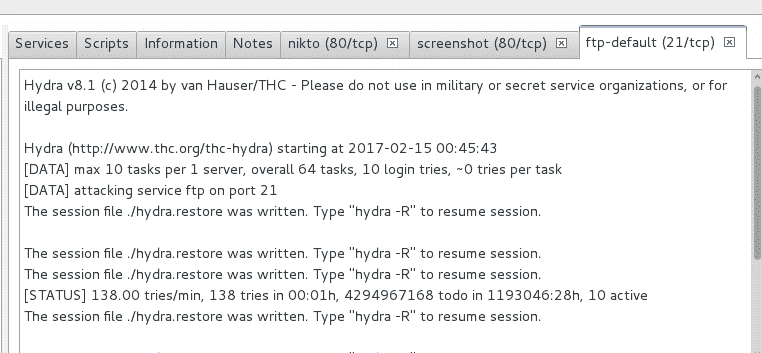 Services Scripts Information Notes nikto (80/tcp) screenshot (80/tcp) ftp-default (21/tcp)
Hydra v8.1 (c) 2014 by van Hauser/THC - Please do not use in military or secret service organizations, or for
illegal purposes.
Hydra (http://www.thc.org/thc-hydra) starting at 2017-02-15 00:45:43
[DATA] max 10 tasks per 1 server, overall 64 tasks, 10 login tries, ~0 tries per task
[DATA] attacking service ftp on port 21
The session file ./hydra.restore was written. Type "hydra -R" to resume session.
The session file ./hydra.restore was written. Type "hydra -R" to resume session.
The session file ./hydra.restore was written. Type "hydra -R" to resume session.
[STATUS] 138.00 tries/min, 138 tries in 00:01h, 4294967168 todo in 1193046:28h, 10 active
The session file ./hydra.restore was written. Type "hydra -R" to resume session.